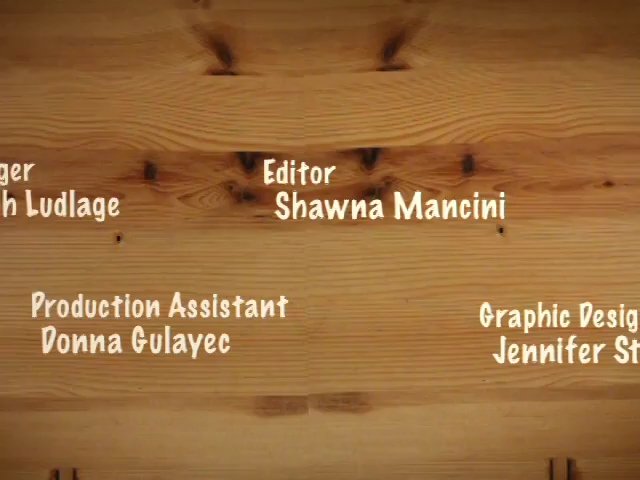 ger
Editor
h Ludlage
Shawna Mancini
Production Assistant
Graphic Desig
Donna Gulayec
Jennifer St